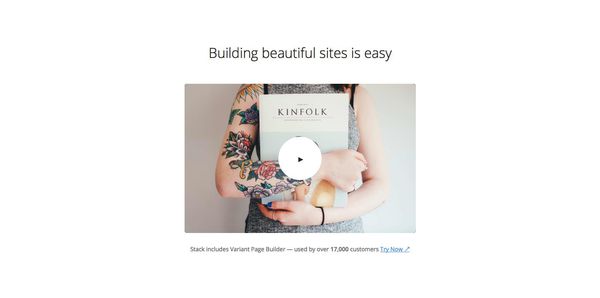 Building beautiful sites is easy
KINFOLK
Stack includes Variant Page Builder — used by over 17,000 customers Try Now ↗